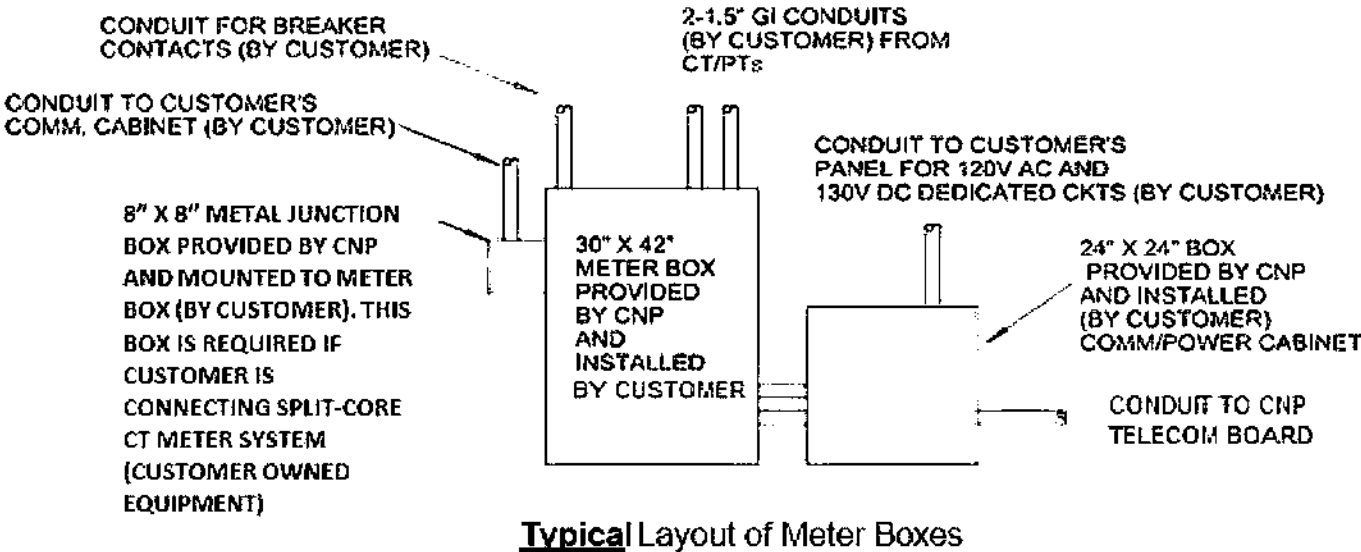 CONDUIT FOR BREAKER
CONTACTS (BY CUSTOMER)
2-1.5" GI CONDUITS
(BY CUSTOMER) FROM
CT/PTs
CONDUIT TO CUSTOMER'S
COMM. CABINET (BY CUSTOMER)
CONDUIT TO CUSTOMER'S
PANEL FOR 120V AC AND
130V DC DEDICATED CKTS (BY CUSTOMER)
8" X 8" METAL JUNCTION
BOX PROVIDED BY CNP
AND MOUNTED TO METER
BOX (BY CUSTOMER). THIS
BOX IS REQUIRED IF
CUSTOMER IS
CONNECTING SPLIT-CORE
CT METER SYSTEM
(CUSTOMER OWNED
EQUIPMENT)
30" X 42"
METER BOX
PROVIDED
BY CNP
AND
INSTALLED
BY CUSTOMER
24" X 24" BOX
PROVIDED BY CNP
AND INSTALLED
(BY CUSTOMER)
COMM/POWER CABINET
CONDUIT TO CNP
TELECOM BOARD
Typical Layout of Meter Boxes